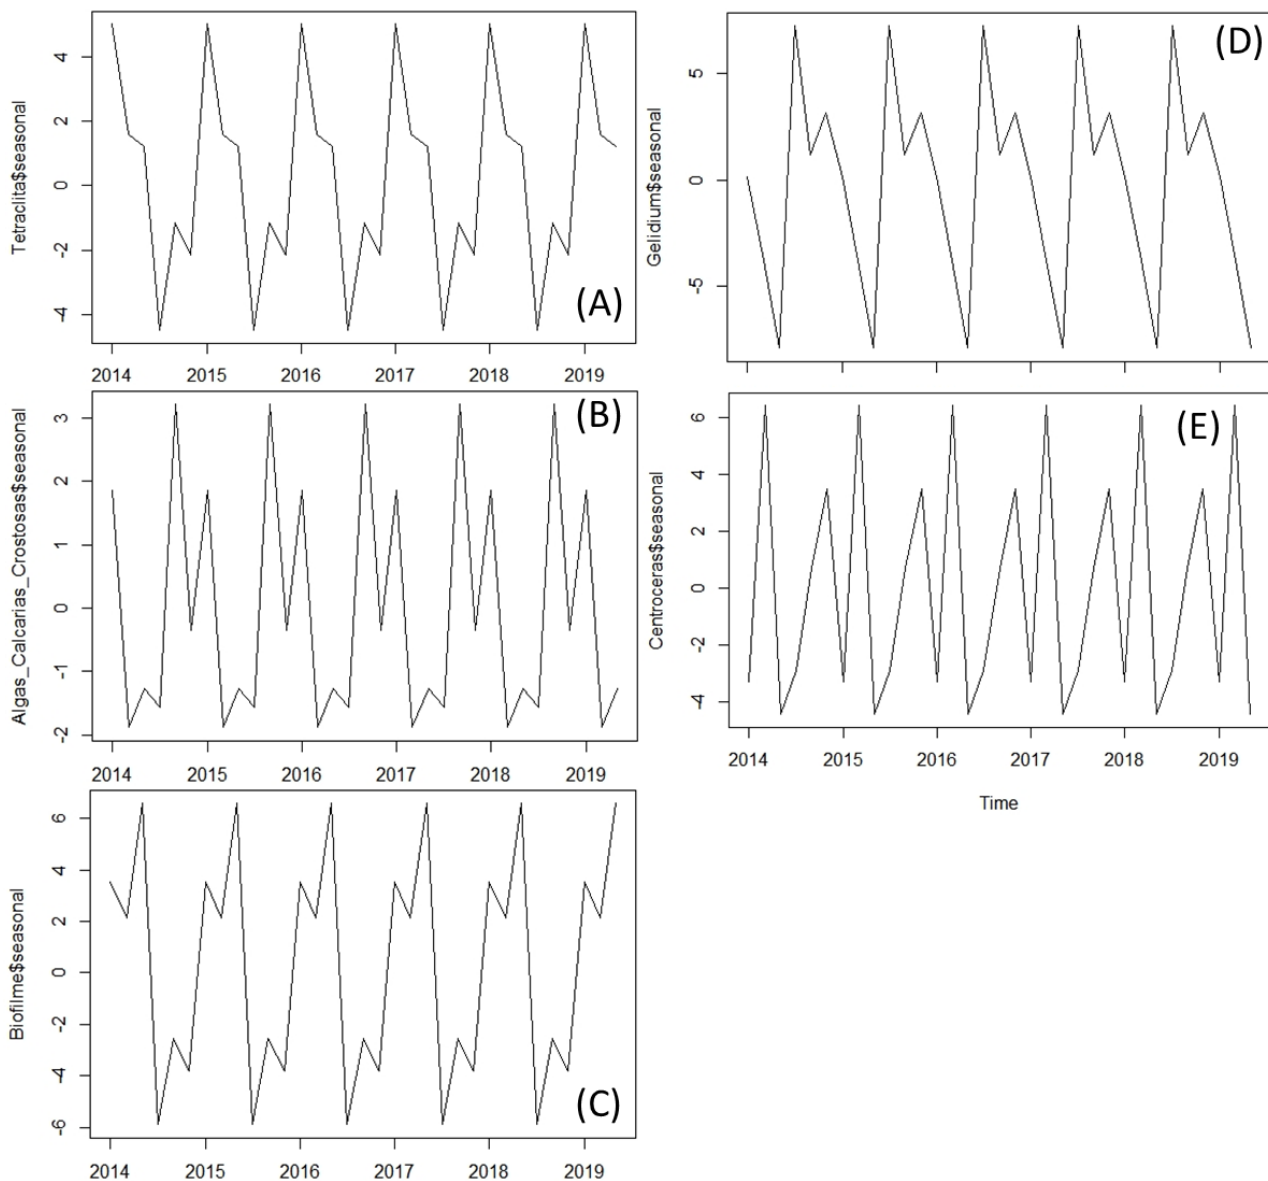 Tetraclita$seasonal
4
2
0
-2
-4
(A)
2014 2015 2016 2017 2018 2019
Algas_Calcarias_Crostosas$seasonal
3
2
1
0
-1
-2
(B)
2014 2015 2016 2017 2018 2019
Biofilme$seasonal
6
4
2
0
-2
-4
-6
(C)
2014 2015 2016 2017 2018 2019
Gelidium$seasonal
5
0
-5
(D)
Centroceras$seasonal
6
4
2
0
-2
-4
(E)
2014 2015 2016 2017 2018 2019
Time